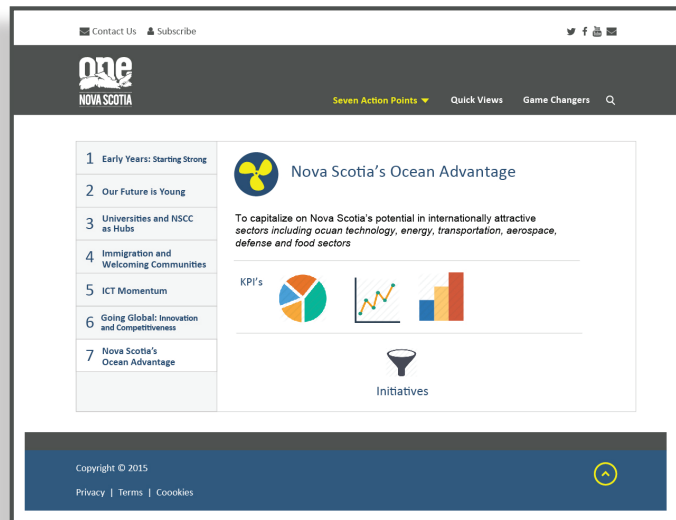 Contact Us Subscribe
one
NOVA SCOTIA
Seven Action Points Quick Views Game Changers
1 Early Years: Starting Strong
2 Our Future is Young
3 Universities and NSCC
as Hubs
4 Immigration and
Welcoming Communities
5 ICT Momentum
6 Going Global: Innovation
and Competitiveness
7 Nova Scotia's
Ocean Advantage
Nova Scotia's Ocean Advantage
To capitalize on Nova Scotia's potential in internationally attractive
sectors including ocuan technology, energy, transportation, aerospace,
defense and food sectors
KPI's
Initiatives
Copyright © 2015
Privacy | Terms | Coookies